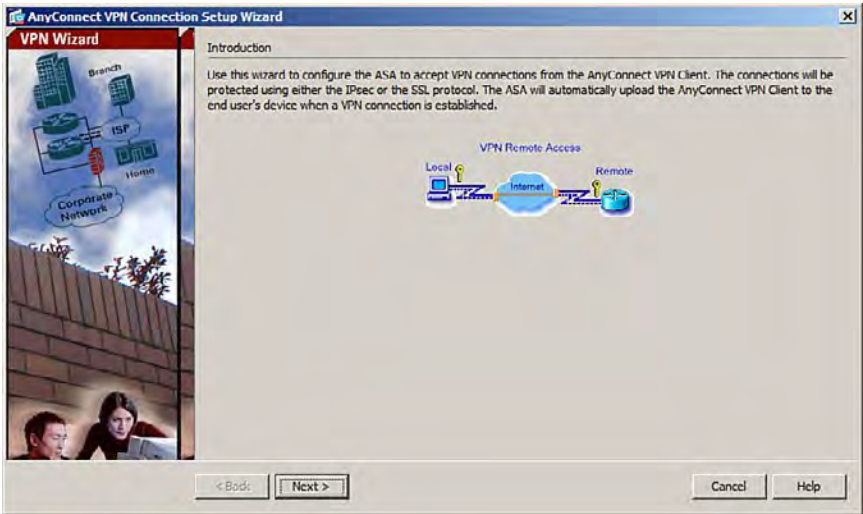 AnyConnect VPN Connection Setup Wizard
VPN Wizard
Branch
ISP
Home
Corporate
Network
Introduction
Use this wizard to configure the ASA to accept VPN connections from the AnyConnect VPN Client. The connections will be
protected using either the IPsec or the SSL protocol. The ASA will automatically upload the AnyConnect VPN Client to the
end user's device when a VPN connection is established.
VPN Remote Access
Local
Internet
Remote
< Back
Next >
Cancel
Help